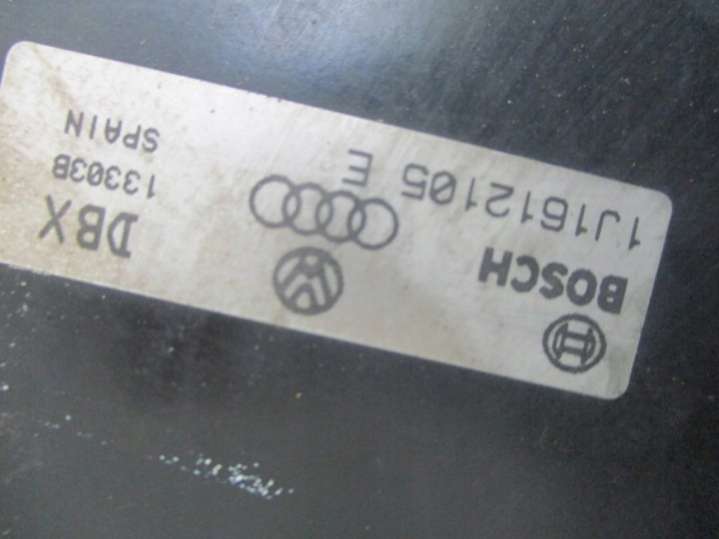 BOSCH
1J1612105 E
DBX
13303B
SPAIN